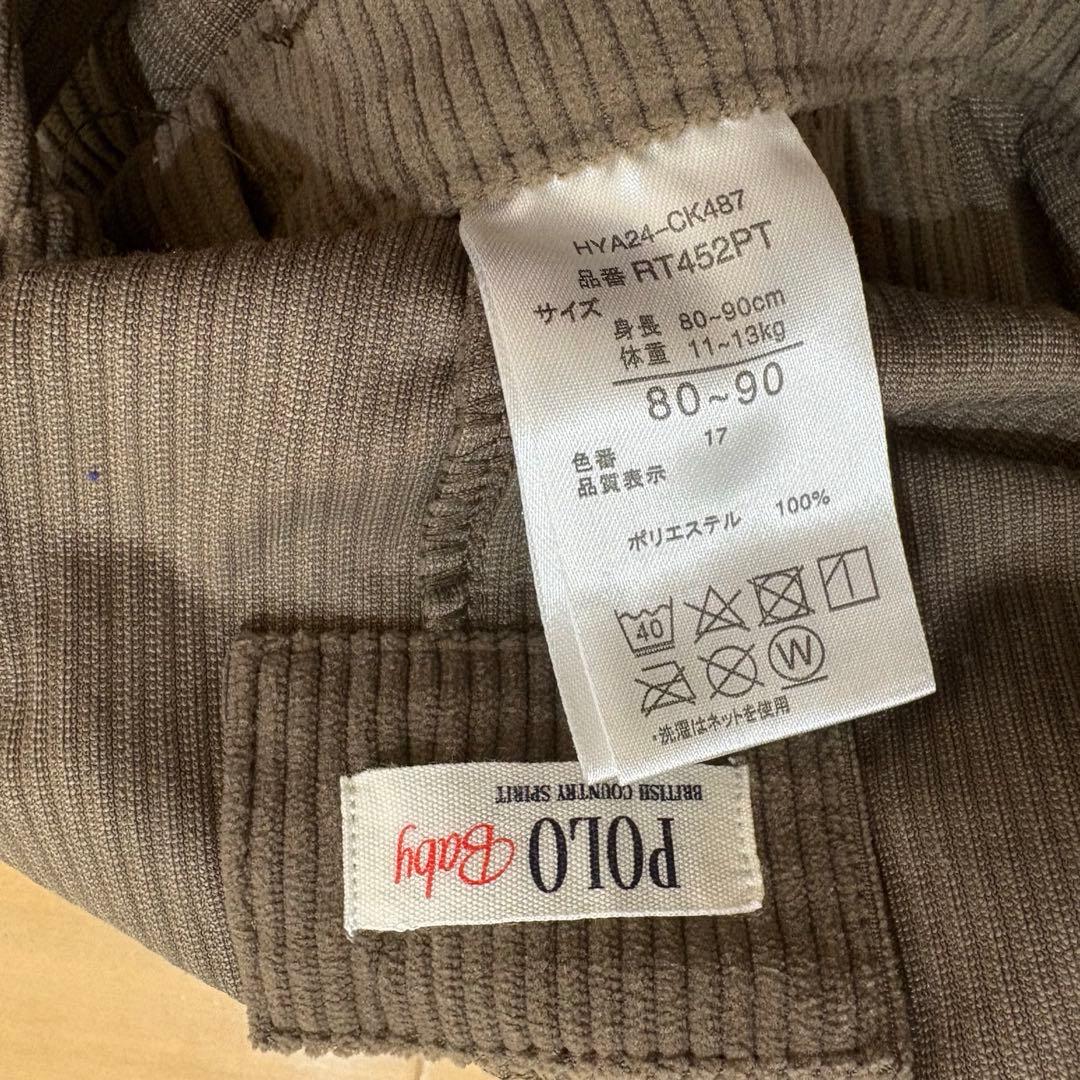 HYA24-CK487
品番 RT452PT
サイズ
身長 80~90cm
体重 11~13kg
80~90
色番 17
品質表示
ポリエステル 100%
40
W
・洗濯はネットを使用
POLO Baby
BRITISH COUNTRY SPIRIT